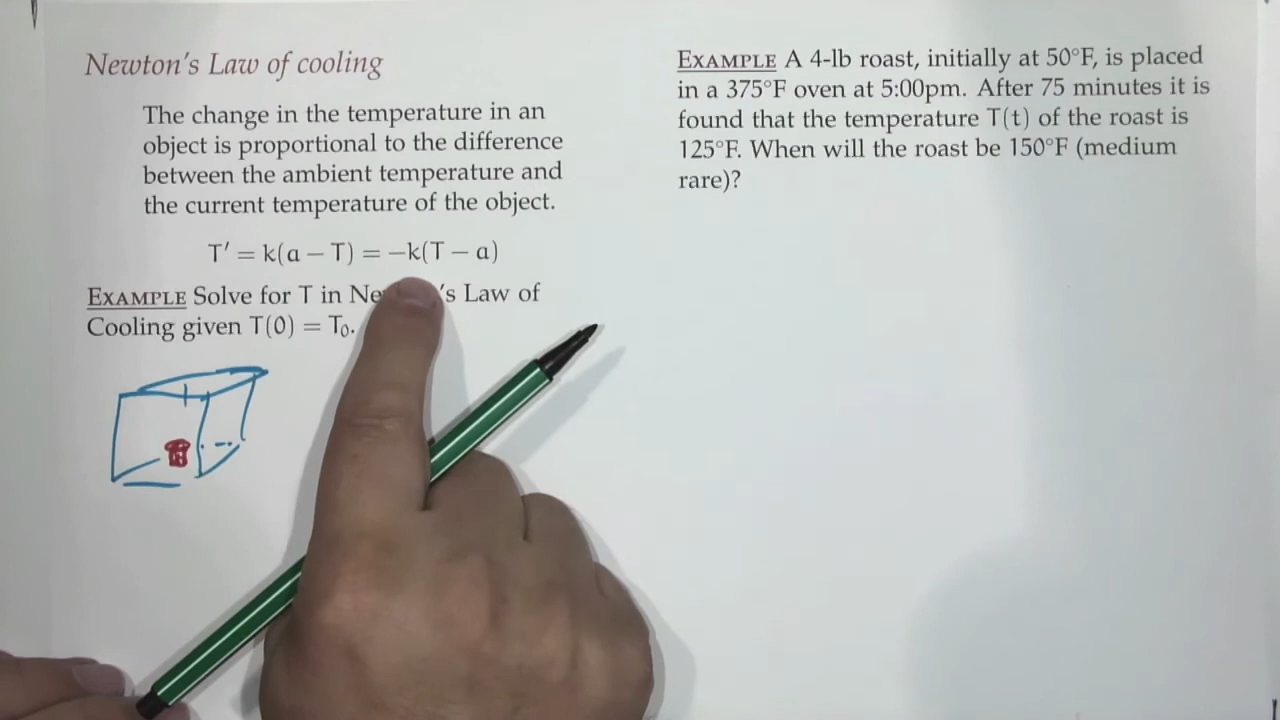 Newton's Law of cooling
The change in the temperature in an
object is proportional to the difference
between the ambient temperature and
the current temperature of the object.
T′ = k(a − T) = −k(T − a)
EXAMPLE Solve for T in 's Law of
Cooling given T(0) = T₀.
EXAMPLE A 4-lb roast, initially at 50°F, is placed
in a 375°F oven at 5:00pm. After 75 minutes it is
found that the temperature T(t) of the roast is
125°F. When will the roast be 150°F (medium
rare)?